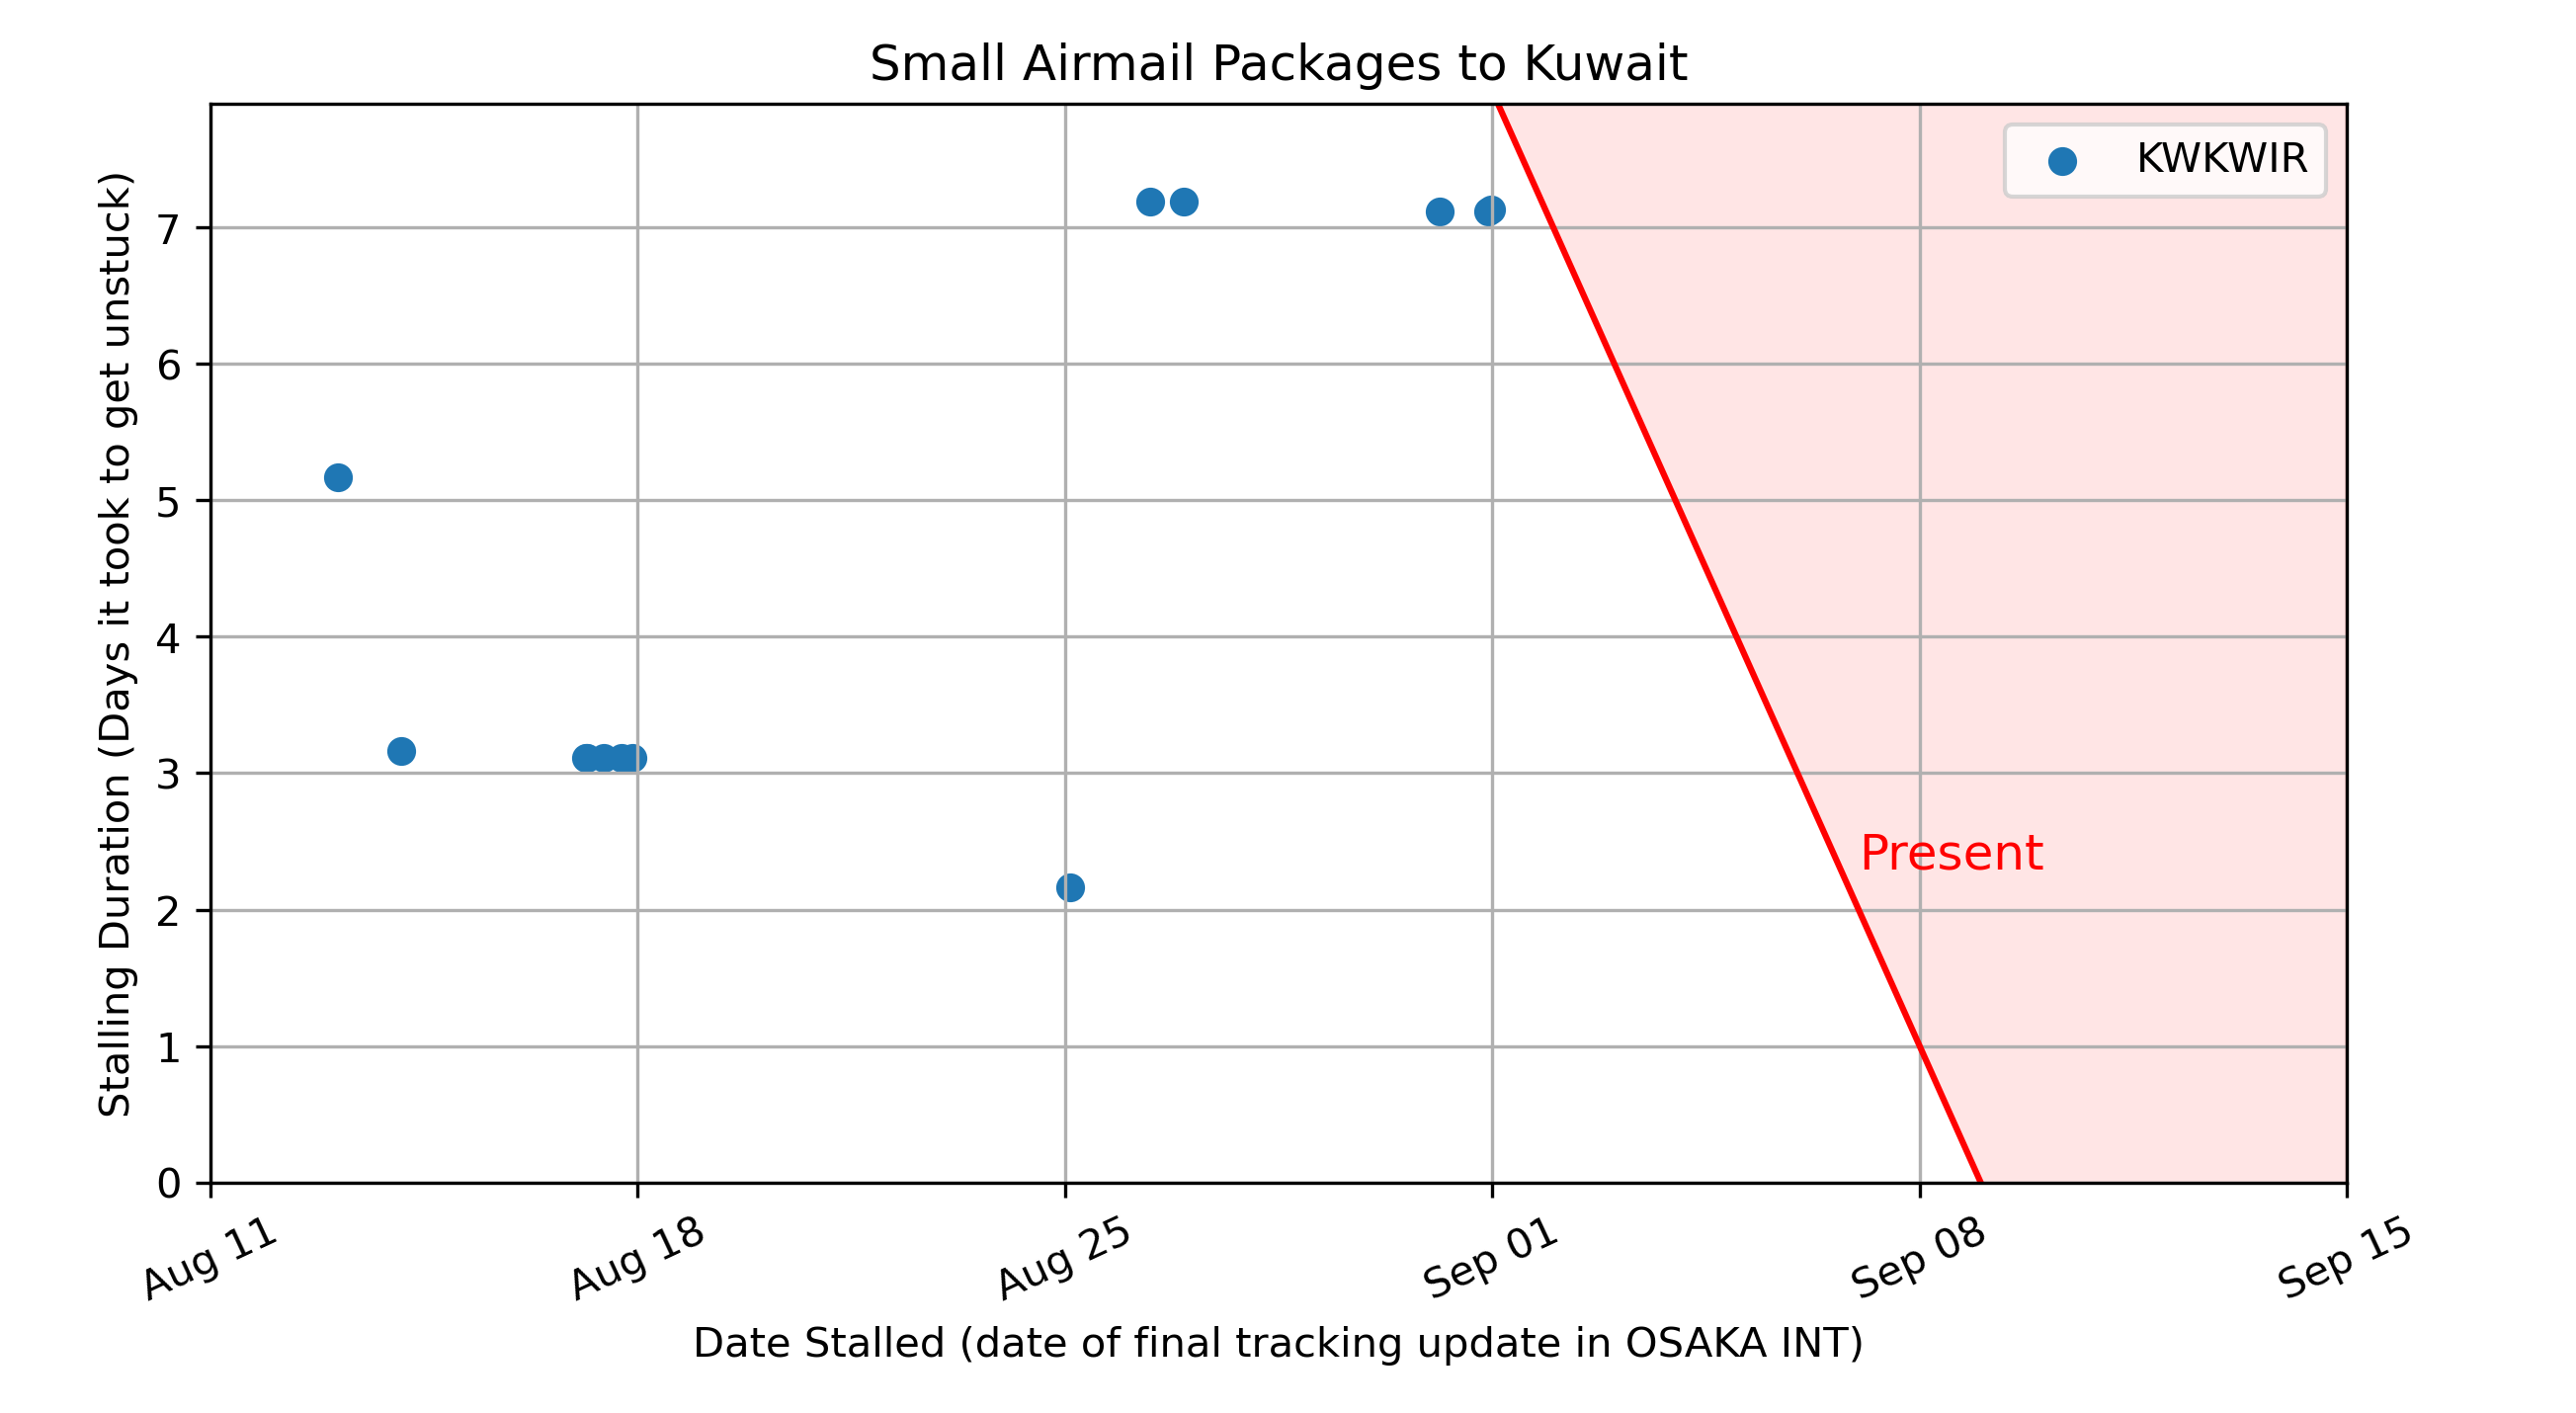 Small Airmail Packages to Kuwait
KWKWIR
Stalling Duration (Days it took to get unstuck)
7
6
5
4
3
2
1
0
Present
Aug 11
Aug 18
Aug 25
Sep 01
Sep 08
Sep 15
Date Stalled (date of final tracking update in OSAKA INT)